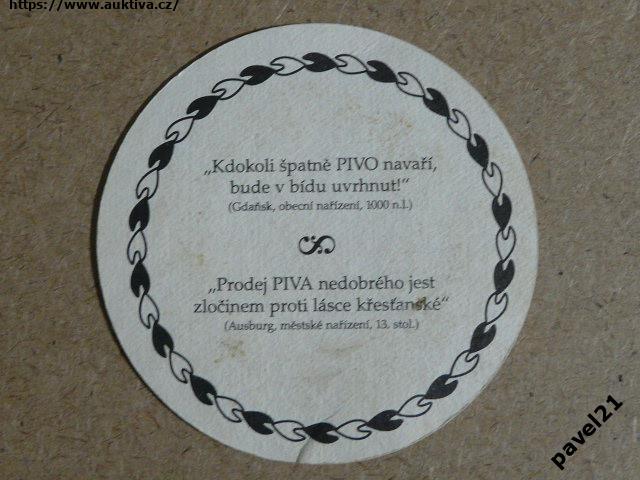 https://www.auktiva.cz/
„Kdokoli špatně PIVO navaří,
bude v bídu uvrhnut!“
(Gdaňsk, obecní nařízení, 1000 n.l.)
„Prodej PIVA nedobrého jest
zločinem proti lásce křesťanské“
(Ausburg, městské nařízení, 13. stol.)
pavel21